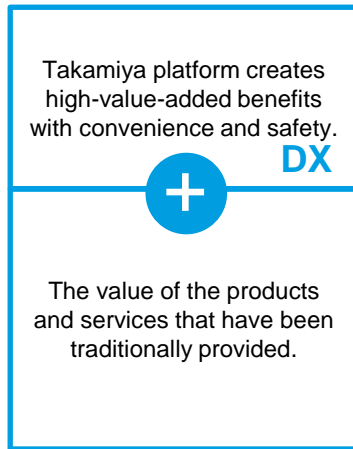 Takamiya platform creates
high-value-added benefits
with convenience and safety.
DX
+
The value of the products
and services that have been
traditionally provided.